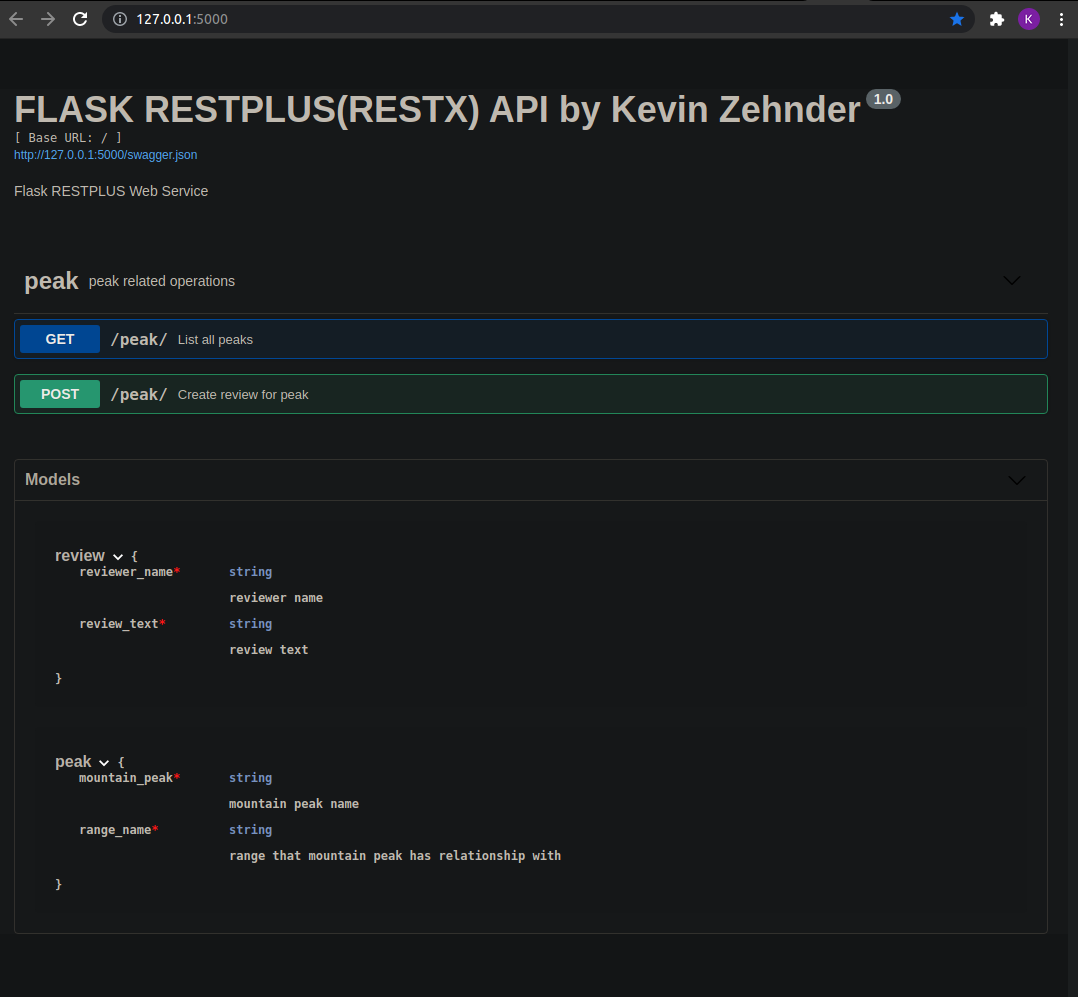 127.0.0.1:5000
K
FLASK RESTPLUS(RESTX) API by Kevin Zehnder 1.0
[ Base URL: / ]
http://127.0.0.1:5000/swagger.json
Flask RESTPLUS Web Service
peak peak related operations
GET /peak/ List all peaks
POST /peak/ Create review for peak
Models
review {
reviewer_name* string
reviewer name
review_text* string
review text
}
peak {
mountain_peak* string
mountain peak name
range_name* string
range that mountain peak has relationship with
}